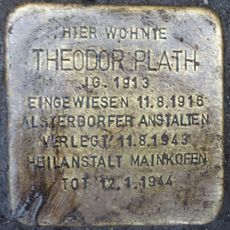 HIER WOHNTE
THEODOR PLATH
JG. 1913
EINGEWIESEN 11.8.1916
ALSTERDORFER ANSTALTEN
VERLEGT 11.8.1943
HEILANSTALT MAINKOFEN
TOT 12.1.1944